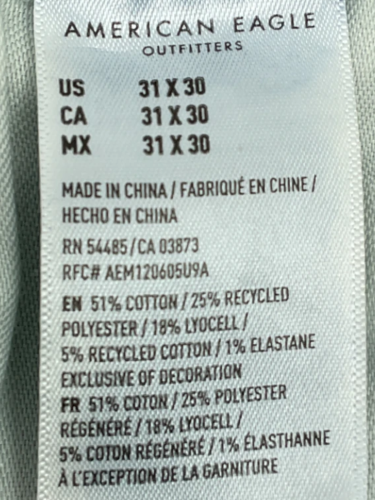 AMERICAN EAGLE
OUTFITTERS
US 31 X 30
CA 31 X 30
MX 31 X 30
MADE IN CHINA / FABRIQUÉ EN CHINE /
HECHO EN CHINA
RN 54485/CA 03873
RFC# AEM120605U9A
EN 51% COTTON / 25% RECYCLED
POLYESTER / 18% LYOCELL /
5% RECYCLED COTTON / 1% ELASTANE
EXCLUSIVE OF DECORATION
FR 51% COTON / 25% POLYESTER
RÉGÉNÉRÉ / 18% LYOCELL /
5% COTON RÉGÉNÉRÉ / 1% ÉLASTHANNE
À L'EXCEPTION DE LA GARNITURE